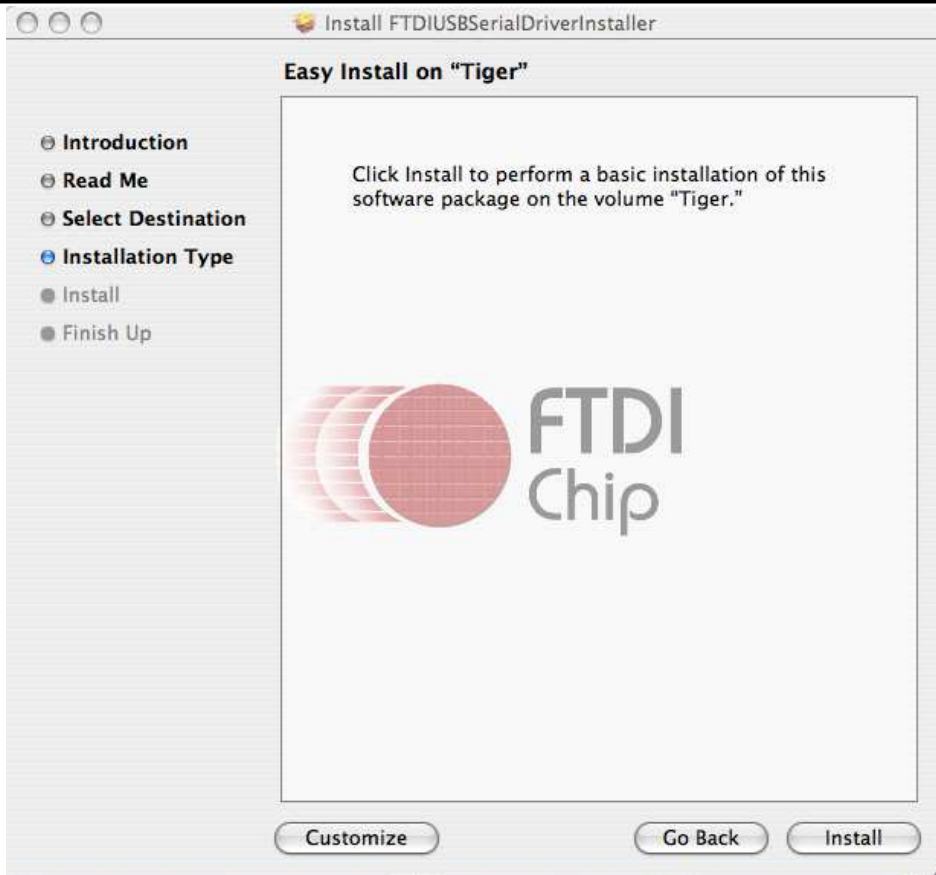 Install FTDIUSBSerialDriverInstaller
Easy Install on “Tiger”
Introduction
Read Me
Select Destination
Installation Type
Install
Finish Up
Click Install to perform a basic installation of this
software package on the volume “Tiger.”
FTDI
Chip
Customize
Go Back
Install